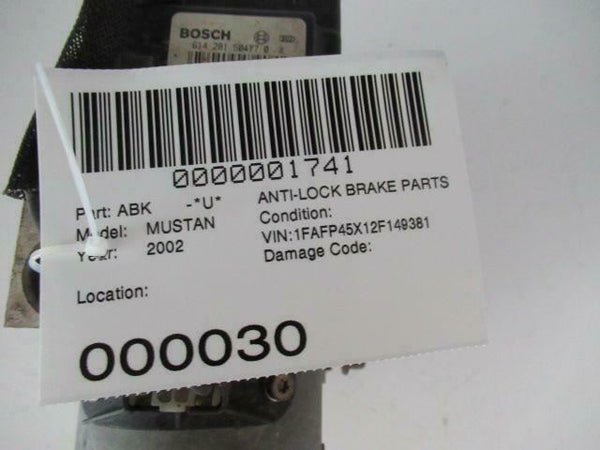 BOSCH
0000001741
Part: ABK -*U* ANTI-LOCK BRAKE PARTS
Model: MUSTAN Condition:
Year: 2002 VIN:1FAFP45X12F149381
Damage Code:
Location:
000030